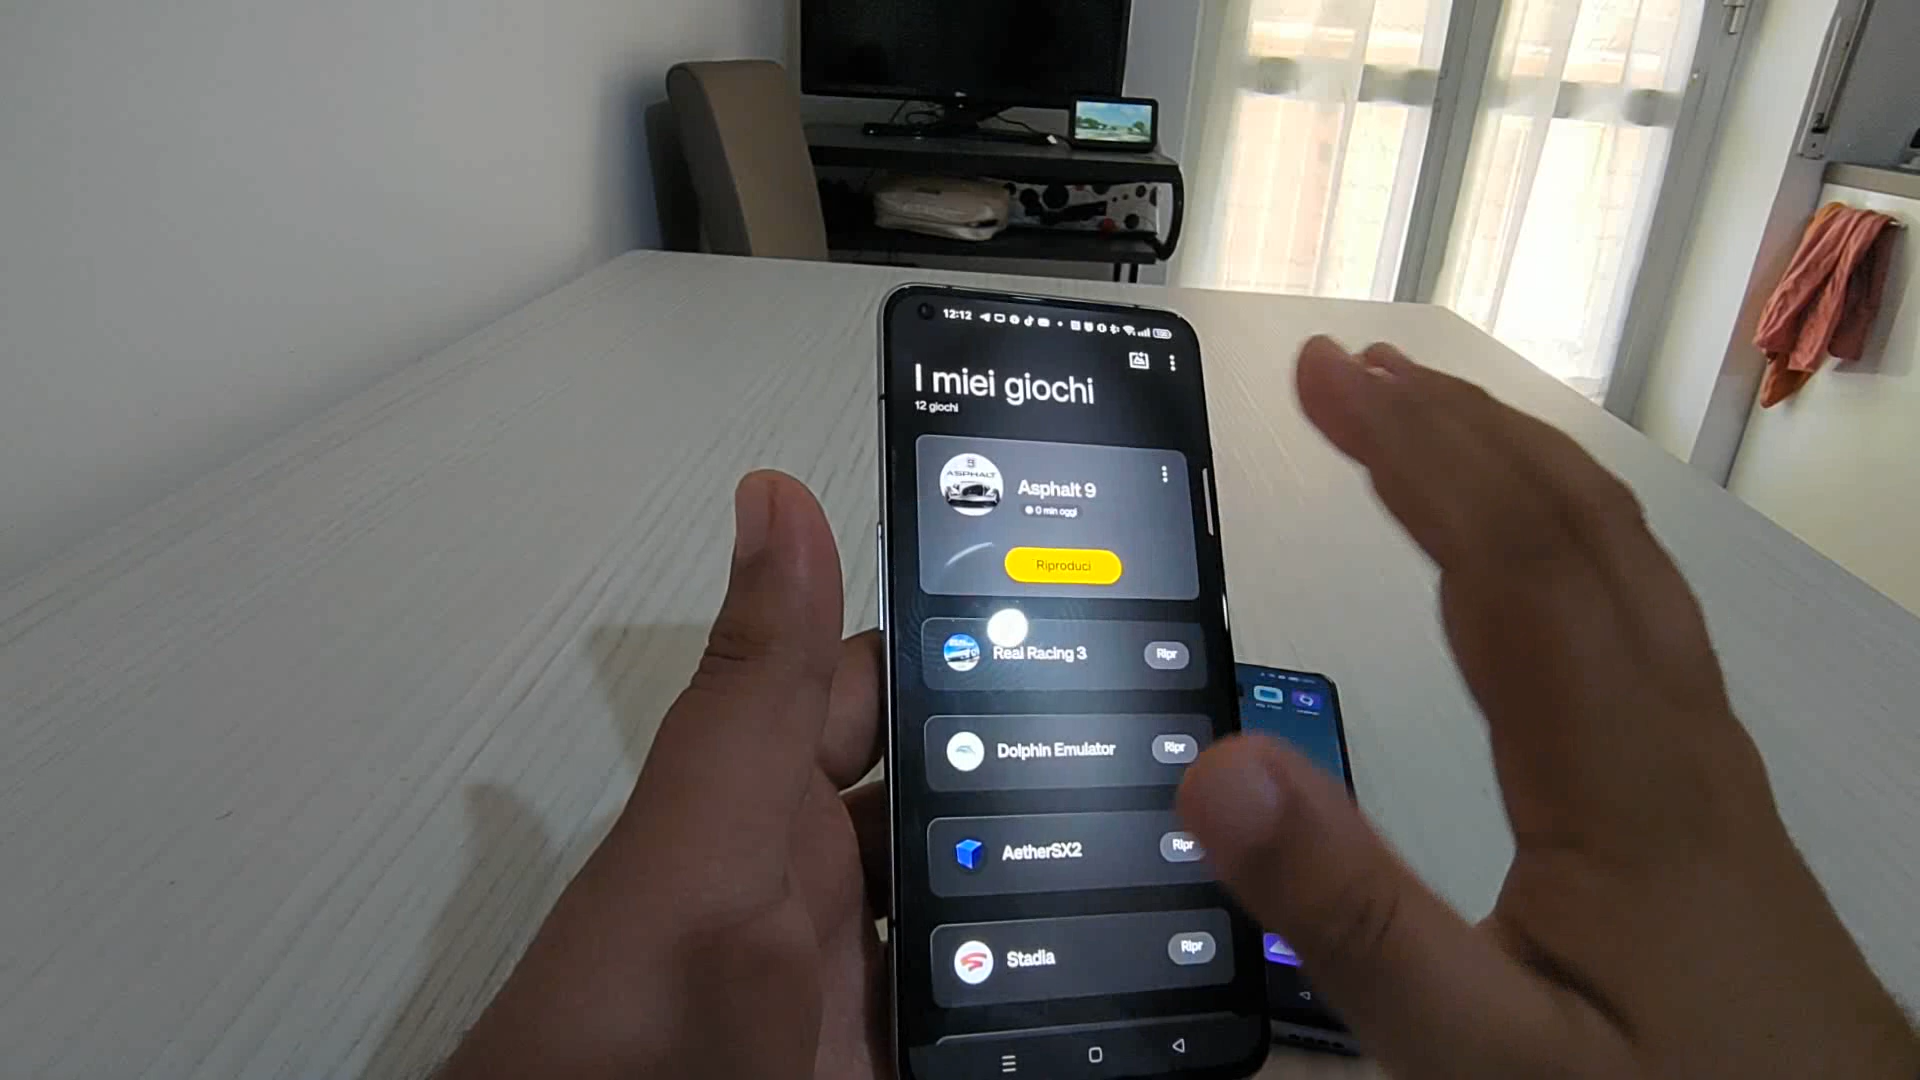 12:12
I miei giochi
12 giochi
ASPHALT
Asphalt 9
0 min oggi
Riproduci
Real Racing 3
Ripr
Dolphin Emulator
Ripr
AetherSX2
Ripr
Stadia
Ripr